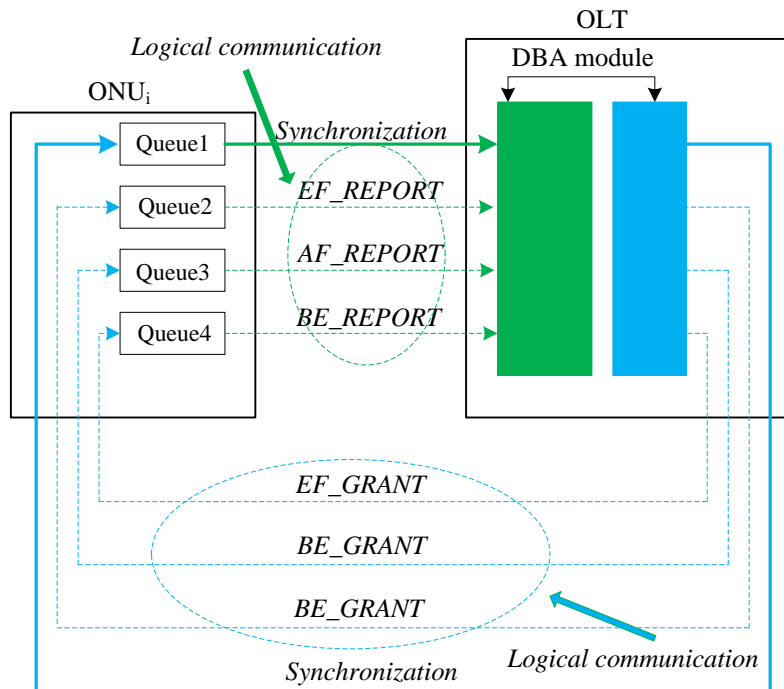 OLT
Logical communication
DBA module
ONUi
Synchronization
Queue1
Queue2
EF_REPORT
Queue3
AF_REPORT
Queue4
BE_REPORT
EF_GRANT
BE_GRANT
BE_GRANT
Synchronization
Logical communication